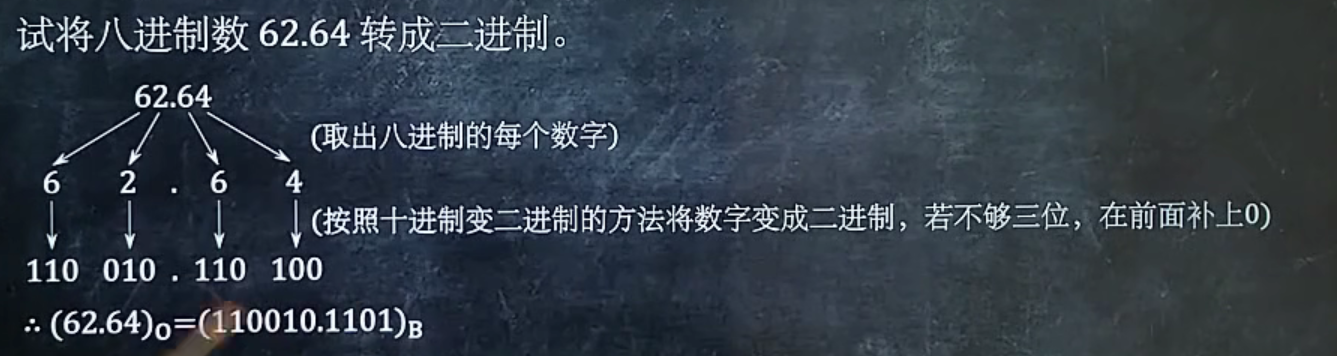 试将八进制数 62.64 转成二进制。
62.64
(取出八进制的每个数字)
6 2 . 6 4
(按照十进制变二进制的方法将数字变成二进制，若不够三位，在前面补上0)
110 010 . 110 100
∴ (62.64)O=(110010.1101)B